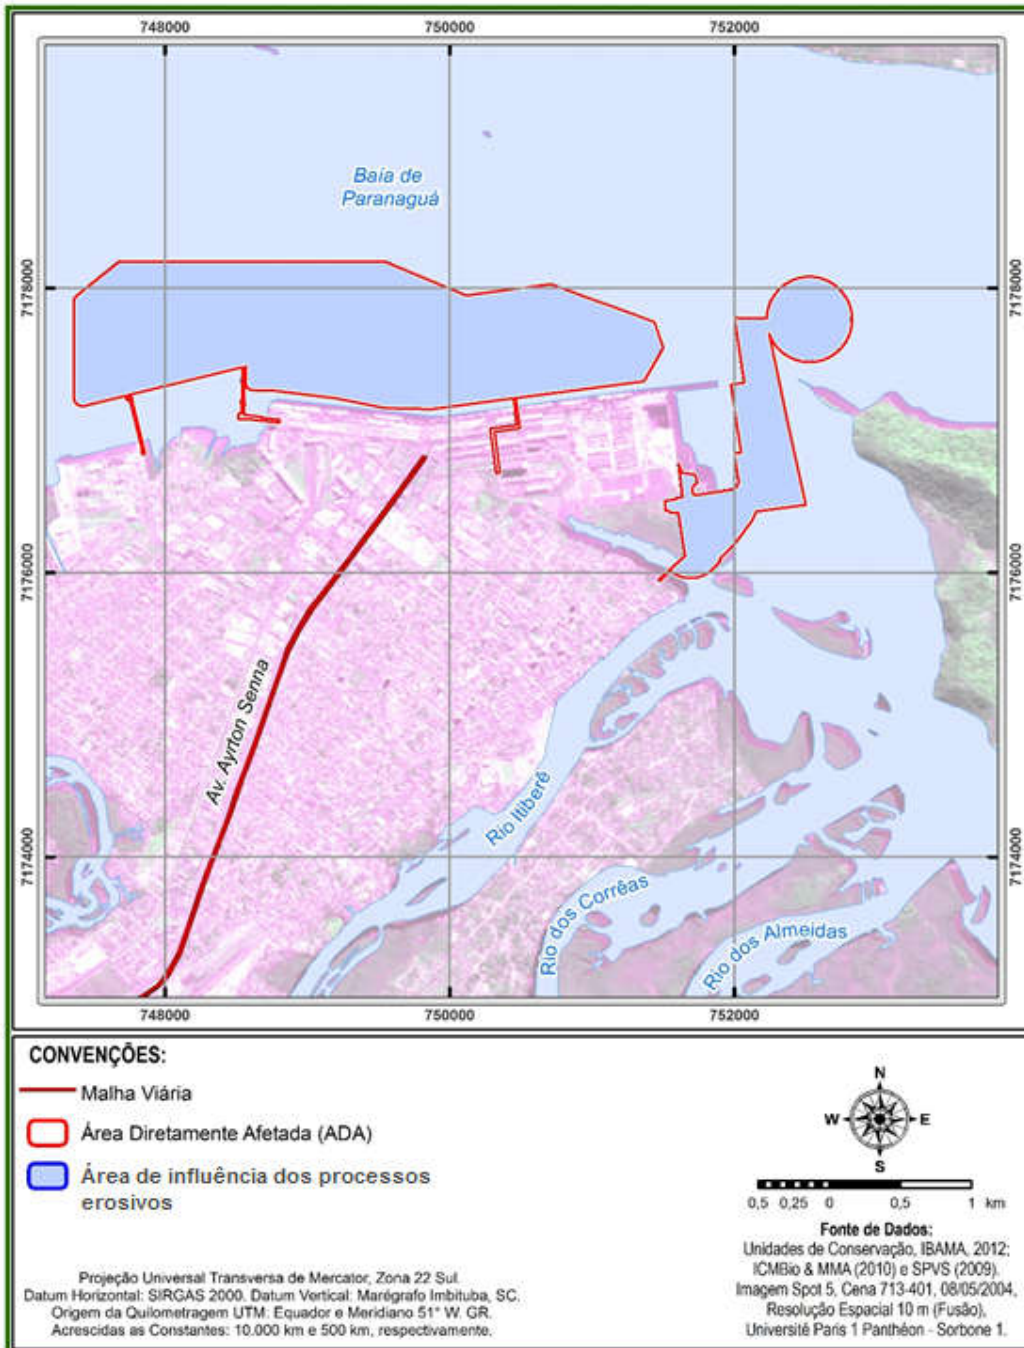 748000
750000
752000
Baía de
Paranaguá
7178000
7178000
7176000
7176000
Av. Ayrton Senna
Rio Itiberê
7174000
7174000
Rio dos Corrêas
Rio dos Almeidas
748000
750000
752000
CONVENÇÕES:
Malha Viária
Área Diretamente Afetada (ADA)
Área de influência dos processos
erosivos
N
W
E
S
0,5 0,25 0 0,5 1 km
Fonte de Dados:
Unidades de Conservação, IBAMA, 2012;
ICMBio & MMA (2010) e SPVS (2009).
Imagem Spot 5, Cena 713-401, 08/05/2004,
Resolução Espacial 10 m (Fusão),
Université Paris 1 Panthéon - Sorbone 1.
Projeção Universal Transversa de Mercator, Zona 22 Sul.
Datum Horizontal: SIRGAS 2000. Datum Vertical: Marégrafo Imbituba, SC.
Origem da Quilometragem UTM: Equador e Meridiano 51° W. GR.
Acrescidas as Constantes: 10.000 km e 500 km, respectivamente.